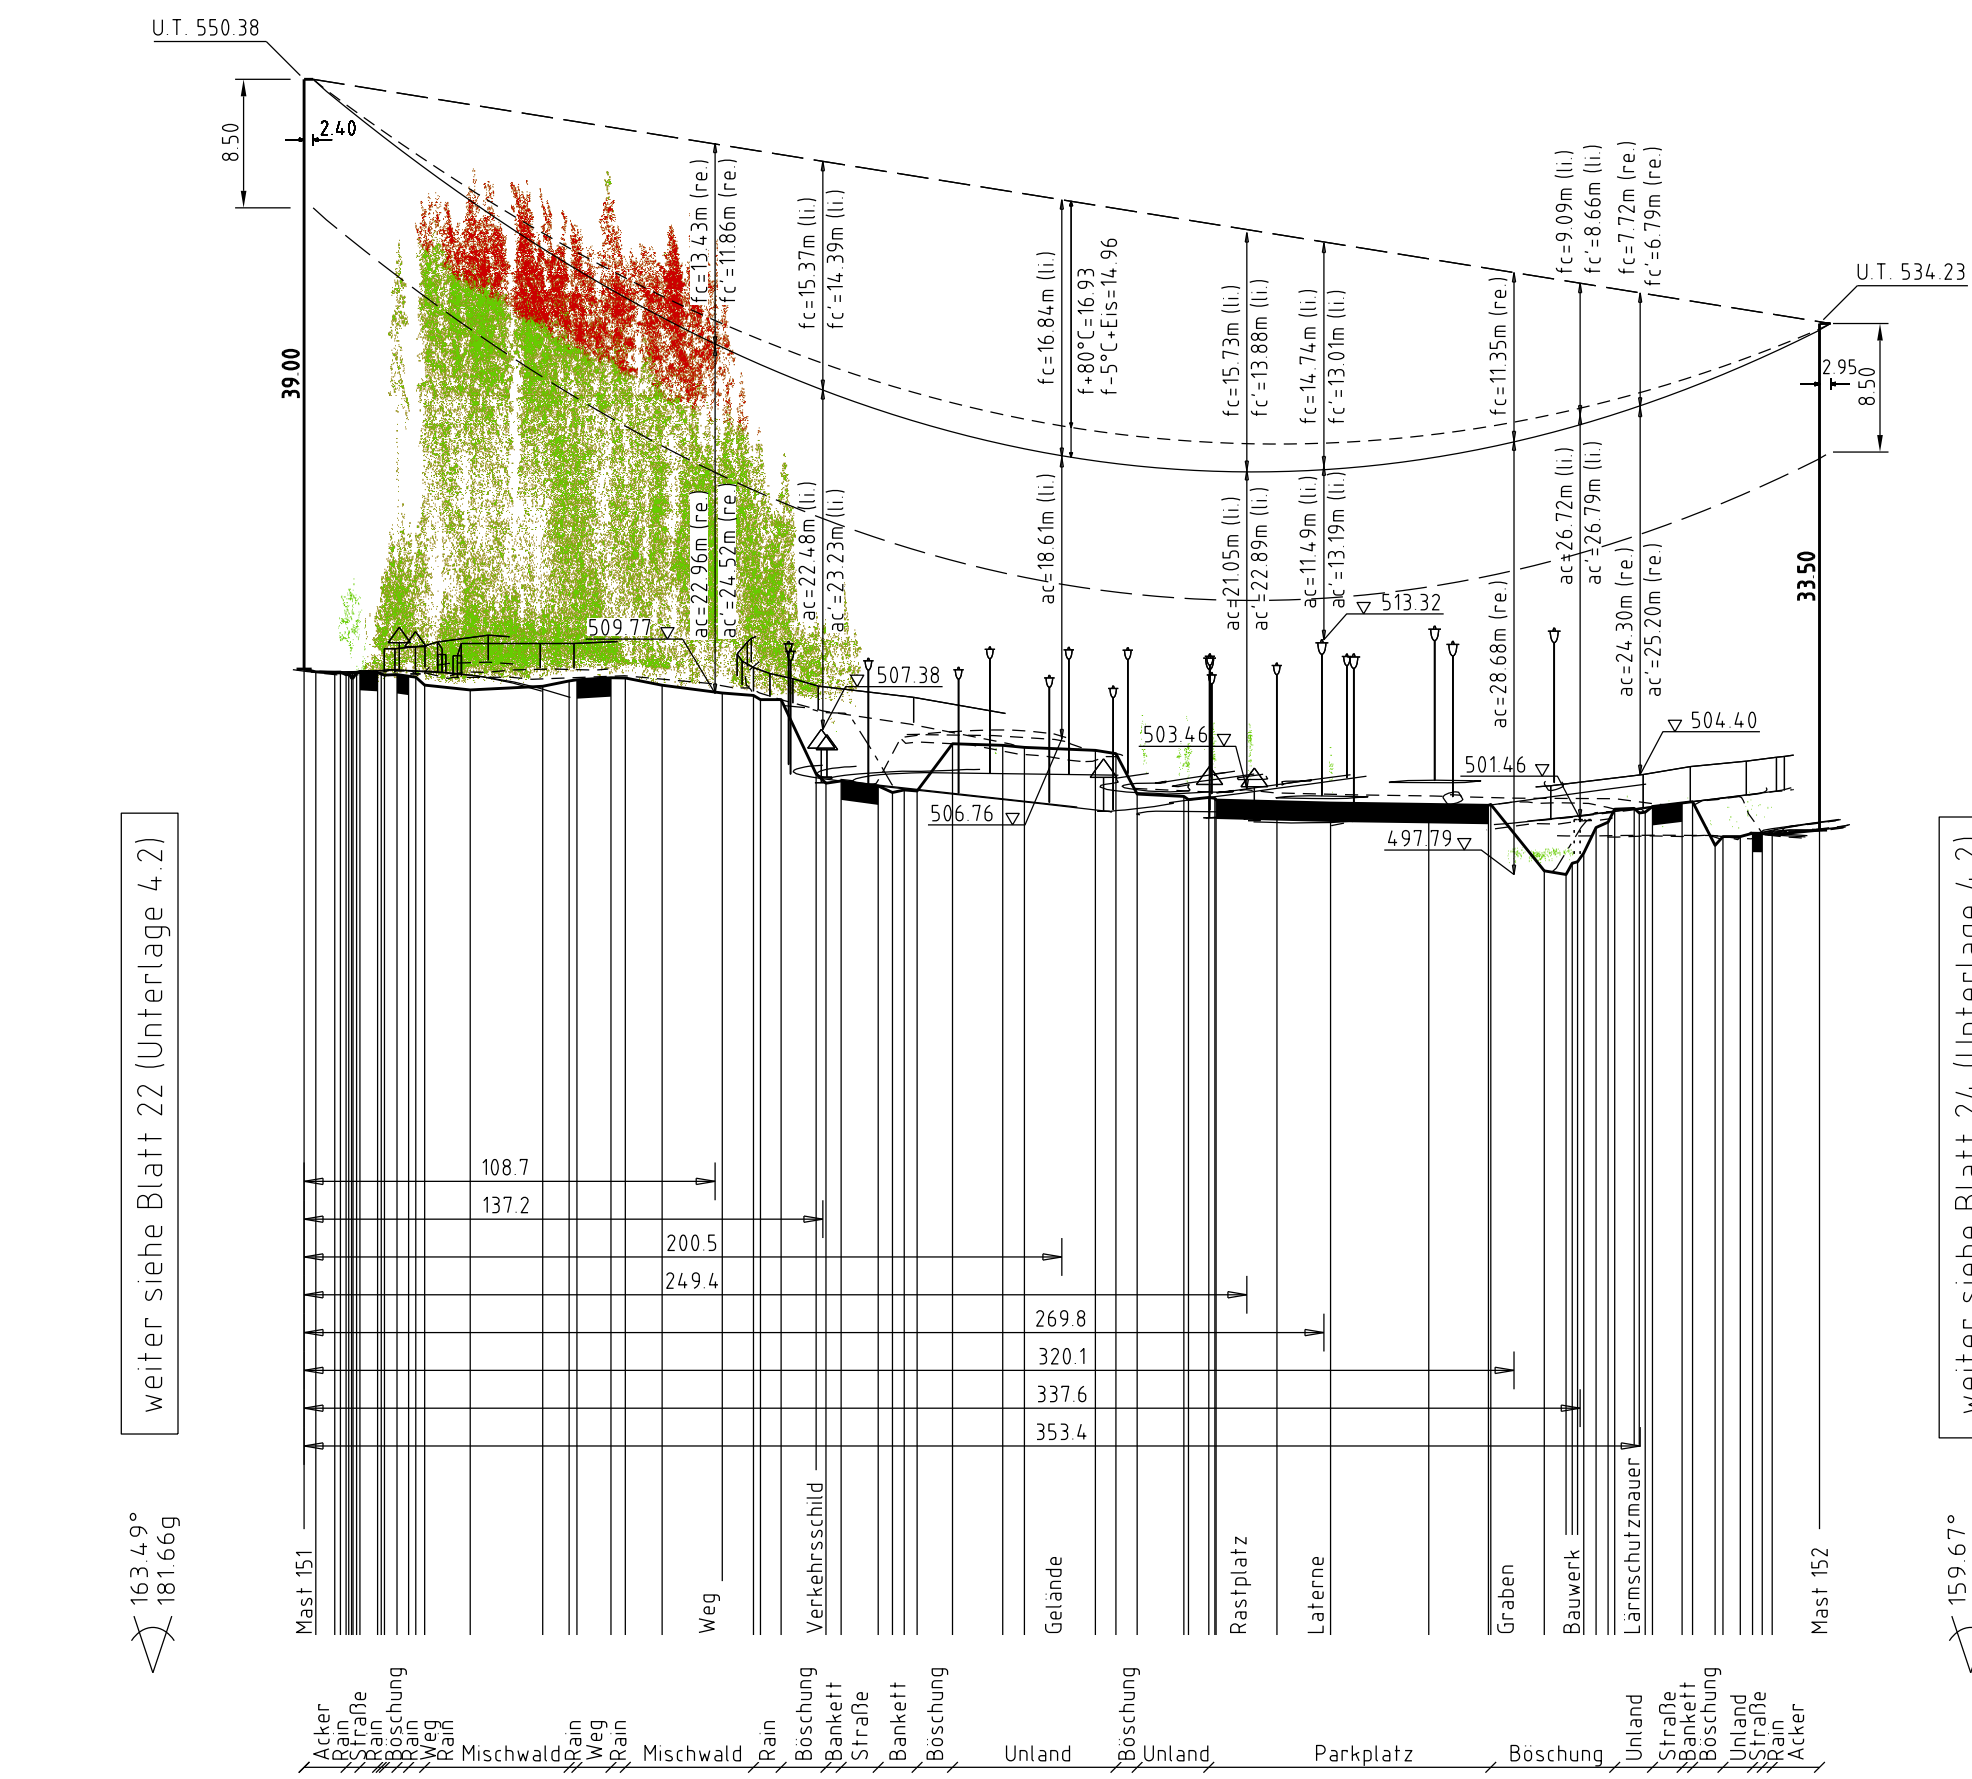 U.T. 550.38
8.50
2.40
39.00
fc=13.43m (re.)
fc'=11.86m (re.)
fc=15.37m (li.)
fc'=14.39m (li.)
fc=16.84m (li.)
f+80°C=16.93
f-5°C+Eis=14.96
fc=15.73m (li.)
fc'=13.88m (li.)
fc=14.74m (li.)
fc'=13.01m (li.)
fc=11.35m (re.)
fc=9.09m (li.)
fc'=8.66m (li.)
fc=7.72m (re.)
fc'=6.79m (re.)
U.T. 534.23
2.95
8.50
33.50
ac=22.96m (re.)
ac'=24.52m (re.)
ac=22.48m (li.)
ac'=23.23m (li.)
ac=18.61m (li.)
ac=21.05m (li.)
ac'=22.89m (li.)
ac=11.49m (li.)
ac'=13.19m (li.)
ac=28.68m (re.)
ac=26.72m (li.)
ac'=26.79m (li.)
ac=24.30m (re.)
ac'=25.20m (re.)
509.77
507.38
506.76
503.46
513.32
497.79
501.46
504.40
weiter siehe Blatt 22 (Unterlage 4.2)
weiter siehe Blatt 24 (Unterlage 4.2)
108.7
137.2
200.5
249.4
269.8
320.1
337.6
353.4
163.49°
181.66g
159.67°
Mast 151
Weg
Verkehrsschild
Gelände
Rastplatz
Laterne
Graben
Bauwerk
Lärmschutzmauer
Mast 152
Acker
Rain
Straße
Rain
Böschung
Rain
Weg
Rain
Mischwald
Rain
Weg
Rain
Mischwald
Rain
Böschung
Bankett
Straße
Bankett
Böschung
Unland
Böschung
Unland
Parkplatz
Böschung
Unland
Straße
Bankett
Böschung
Unland
Straße
Rain
Acker